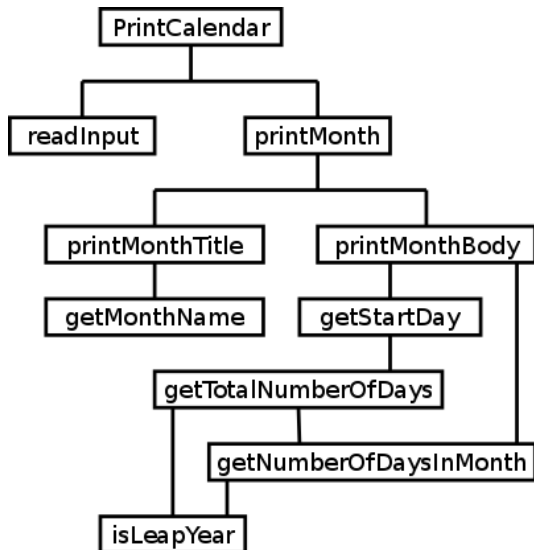 PrintCalendar
readInput
printMonth
printMonthTitle
printMonthBody
getMonthName
getStartDay
getTotalNumberOfDays
getNumberOfDaysInMonth
isLeapYear